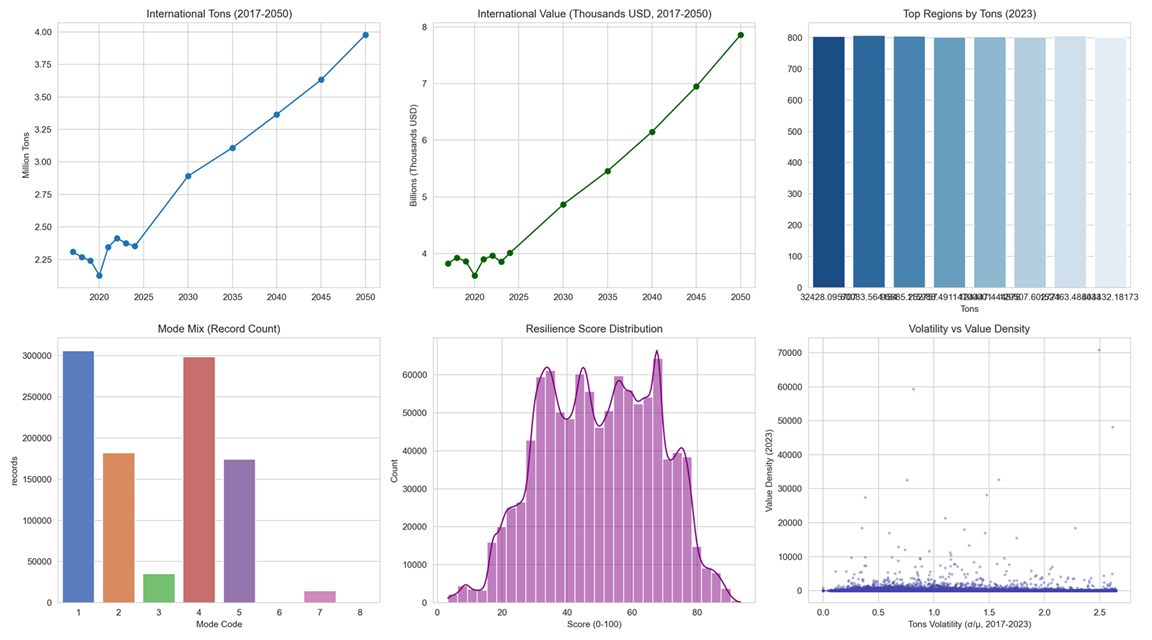 International Tons (2017-2050)
Million Tons
4.00
3.75
3.50
3.25
3.00
2.75
2.50
2.25
2020 2025 2030 2035 2040 2045 2050
International Value (Thousands USD, 2017-2050)
Billions (Thousands USD)
8
7
6
5
4
2020 2025 2030 2035 2040 2045 2050
Top Regions by Tons (2023)
800
700
600
500
400
300
200
100
0
Tons
Mode Mix (Record Count)
records
300000
250000
200000
150000
100000
50000
0
1 2 3 4 5 6 7 8
Mode Code
Resilience Score Distribution
Count
60000
50000
40000
30000
20000
10000
0
0 20 40 60 80
Score (0-100)
Volatility vs Value Density
Value Density (2023)
70000
60000
50000
40000
30000
20000
10000
0
0.0 0.5 1.0 1.5 2.0 2.5
Tons Volatility (σ/μ, 2017-2023)